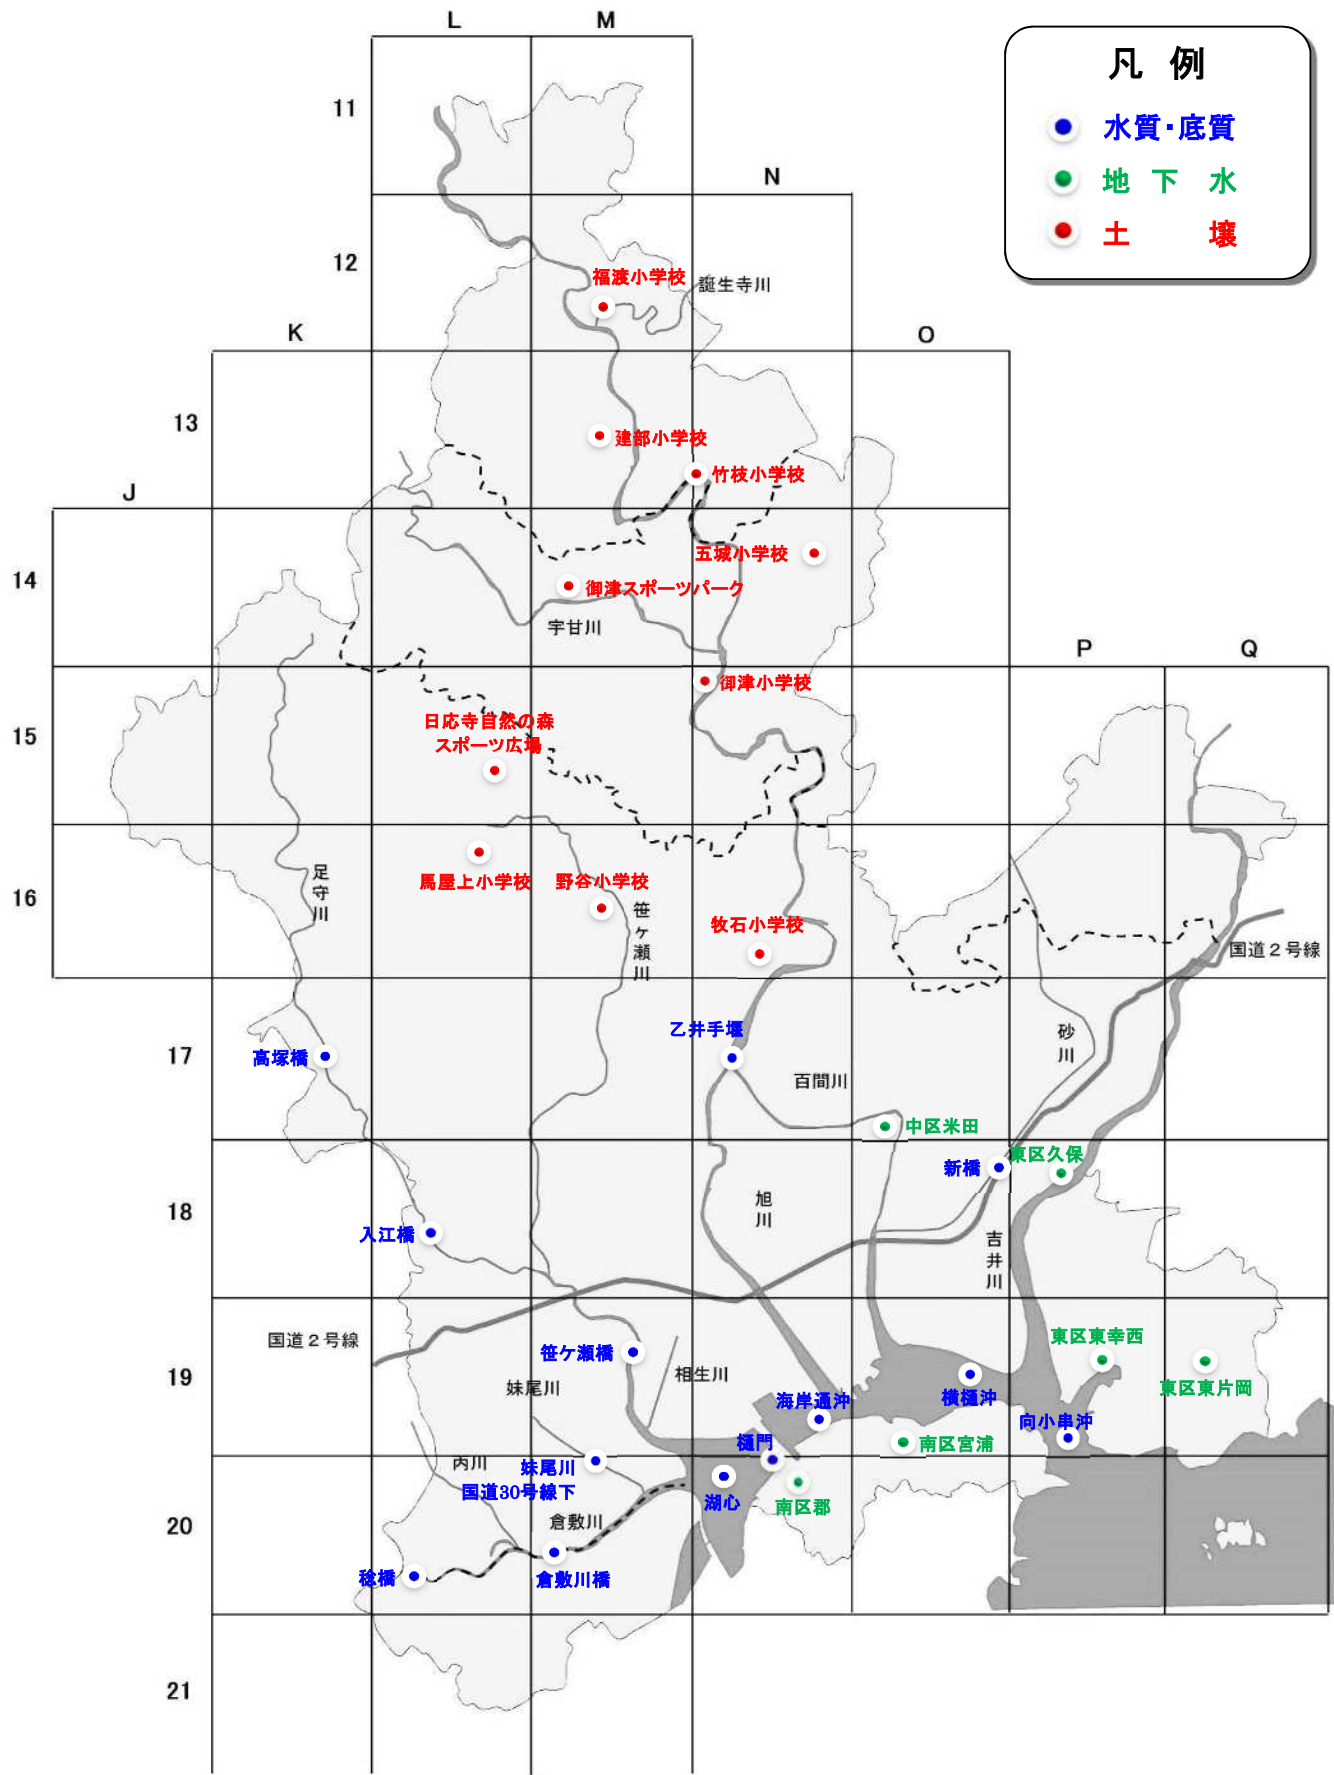 L
M
凡 例
水質・底質
地 下 水
土 壌
11
N
12
福渡小学校
誕生寺川
K
O
13
建部小学校
竹枝小学校
J
五城小学校
14
御津スポーツパーク
宇甘川
P
Q
御津小学校
15
日応寺自然の森
スポーツ広場
足守川
馬屋上小学校
野谷小学校
16
笹ヶ瀬川
牧石小学校
国道2号線
乙井手堰
砂川
17
高塚橋
百間川
中区米田
東区久保
新橋
旭川
18
入江橋
吉井川
国道2号線
東区東幸西
笹ケ瀬橋
相生川
19
妹尾川
東区東片岡
海岸通沖
横樋沖
向小串沖
樋門
南区宮浦
内川
妹尾川
国道30号線下
湖心
南区郡
20
倉敷川
稔橋
倉敷川橋
21